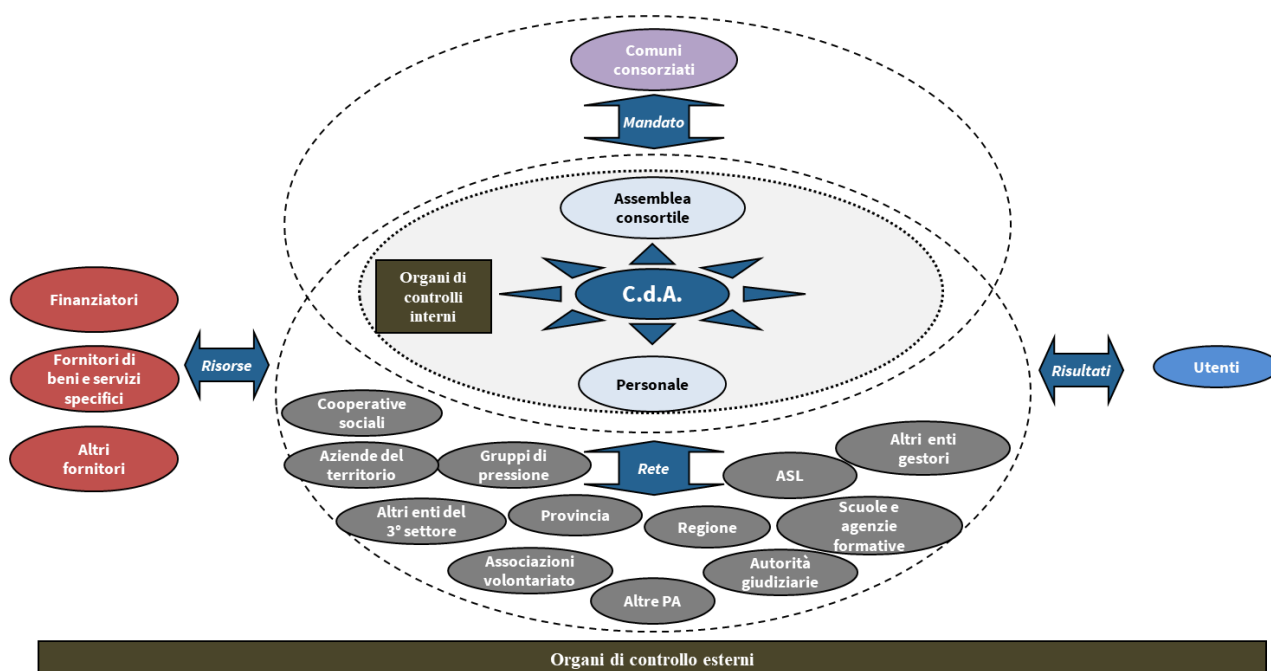 Comuni
consorziati
Mandato
Assemblea
consortile
Organi di
controlli
interni
C.d.A.
Personale
Finanziatori
Fornitori di
beni e servizi
specifici
Altri
fornitori
Risorse
Risultati
Utenti
Cooperative
sociali
Aziende del
territorio
Gruppi di
pressione
Rete
ASL
Altri enti
gestori
Altri enti del
3° settore
Provincia
Regione
Scuole e
agenzie
formative
Associazioni
volontariato
Altre PA
Autorità
giudiziarie
Organi di controllo esterni